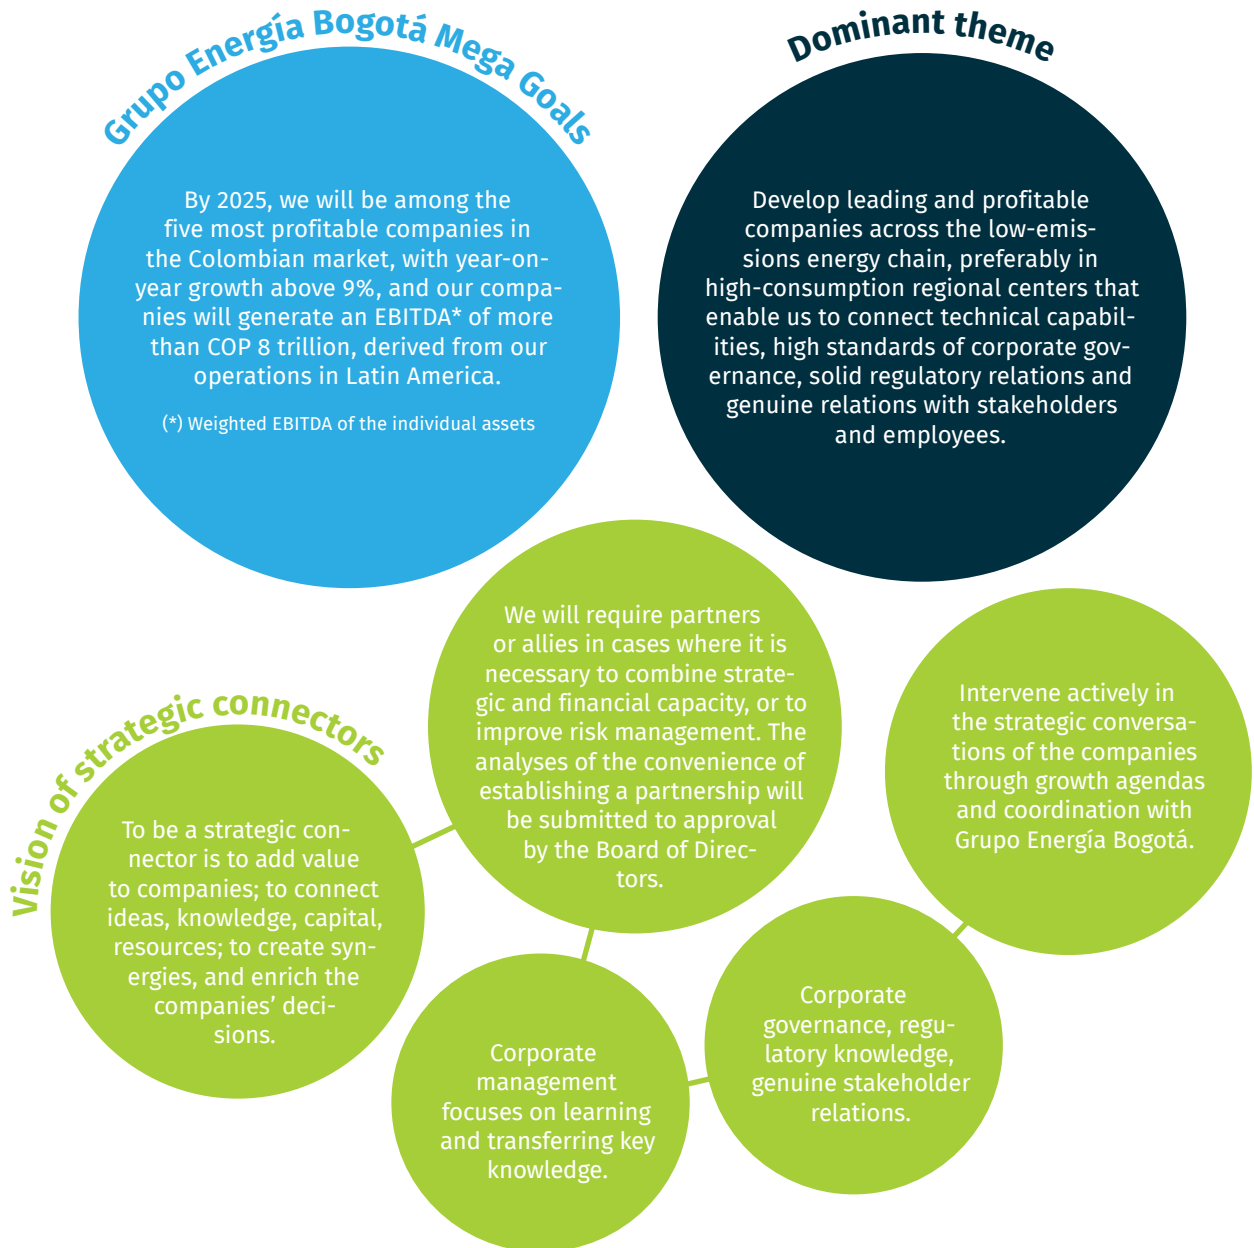 Grupo Energía Bogotá Mega Goals
By 2025, we will be among the
five most profitable companies in
the Colombian market, with year-on-
year growth above 9%, and our compa-
nies will generate an EBITDA* of more
than COP 8 trillion, derived from our
operations in Latin America.
(*) Weighted EBITDA of the individual assets
Dominant theme
Develop leading and profitable
companies across the low-emis-
sions energy chain, preferably in
high-consumption regional centers that
enable us to connect technical capabil-
ities, high standards of corporate gov-
ernance, solid regulatory relations and
genuine relations with stakeholders
and employees.
Vision of strategic connectors
To be a strategic con-
nector is to add value
to companies; to connect
ideas, knowledge, capital,
resources; to create syn-
ergies, and enrich the
companies’ deci-
sions.
We will require partners
or allies in cases where it is
necessary to combine strate-
gic and financial capacity, or to
improve risk management. The
analyses of the convenience of
establishing a partnership will
be submitted to approval
by the Board of Direc-
tors.
Corporate
management
focuses on learning
and transferring key
knowledge.
Corporate
governance, regu-
latory knowledge,
genuine stakeholder
relations.
Intervene actively in
the strategic conversa-
tions of the companies
through growth agendas
and coordination with
Grupo Energía Bogotá.